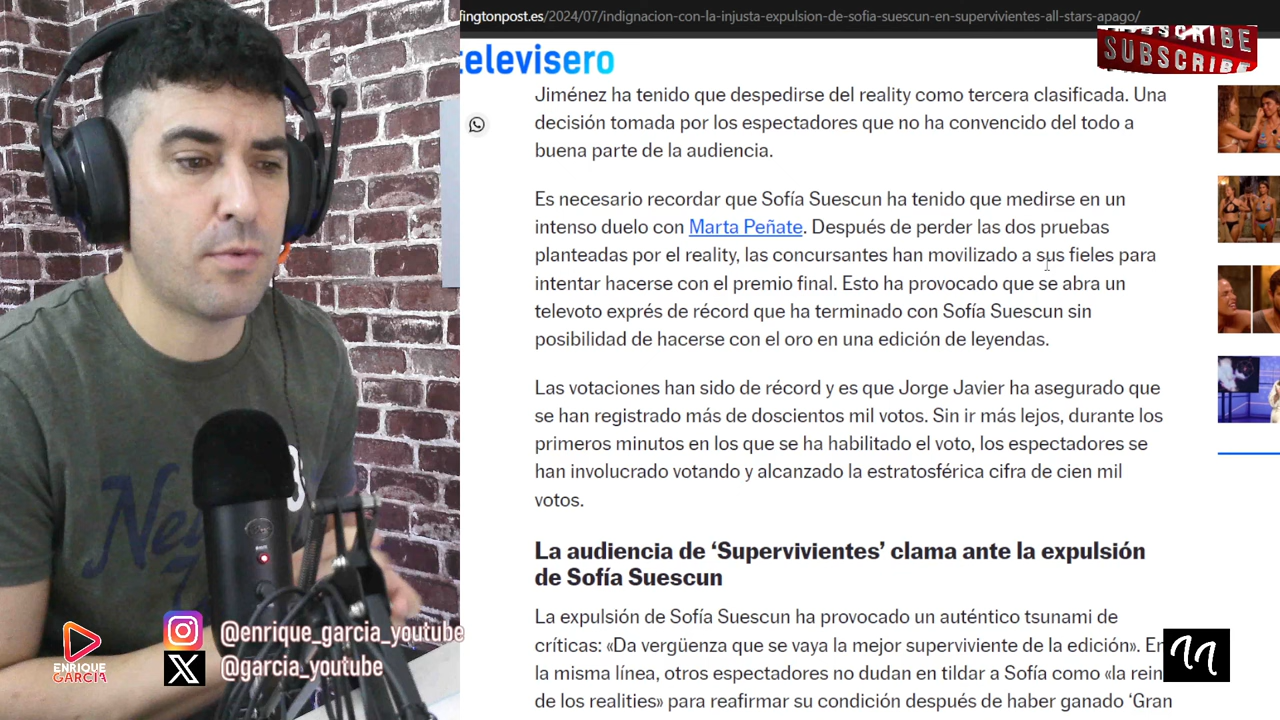 fingtonpost.es/2024/07/indignacion-con-la-injusta-expulsion-de-sofia-suescun-en-supervivientes-all-stars-apago/
SUBSCRIBE
SUBSCRIBE
televisero
Jiménez ha tenido que despedirse del reality como tercera clasificada. Una
decisión tomada por los espectadores que no ha convencido del todo a
buena parte de la audiencia.
Es necesario recordar que Sofía Suescun ha tenido que medirse en un
intenso duelo con Marta Peñate. Después de perder las dos pruebas
planteadas por el reality, las concursantes han movilizado a sus fieles para
intentar hacerse con el premio final. Esto ha provocado que se abra un
televoto exprés de récord que ha terminado con Sofía Suescun sin
posibilidad de hacerse con el oro en una edición de leyendas.
Las votaciones han sido de récord y es que Jorge Javier ha asegurado que
se han registrado más de doscientos mil votos. Sin ir más lejos, durante los
primeros minutos en los que se ha habilitado el voto, los espectadores se
han involucrado votando y alcanzado la estratosférica cifra de cien mil
votos.
La audiencia de ‘Supervivientes’ clama ante la expulsión
de Sofía Suescun
La expulsión de Sofía Suescun ha provocado un auténtico tsunami de
críticas: «Da vergüenza que se vaya la mejor superviviente de la edición». En
la misma línea, otros espectadores no dudan en tildar a Sofía como «la rein
de los realities» para reafirmar su condición después de haber ganado ‘Gran
ENRIQUE
GARCIA
@enrique_garcia_youtube
@garcia_youtube